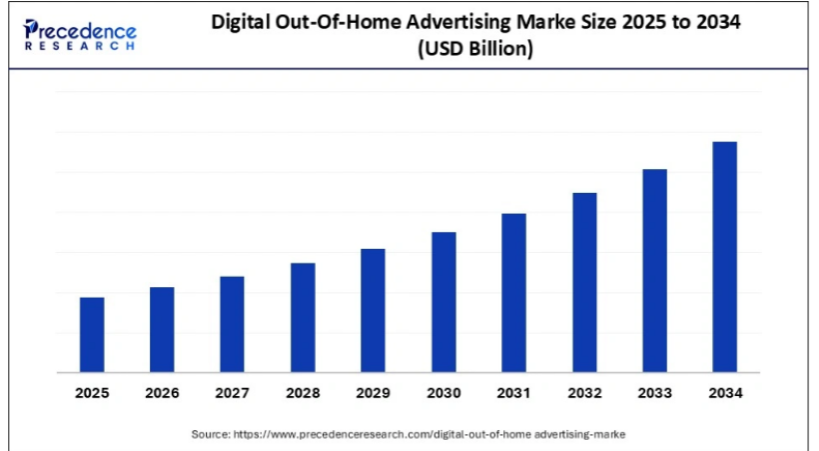 Precedence
RESEARCH
Digital Out-Of-Home Advertising Marke Size 2025 to 2034
(USD Billion)
2025 2026 2027 2028 2029 2030 2031 2032 2033 2034
Source: https://www.precedenceresearch.com/digital-out-of-home advertising-marke